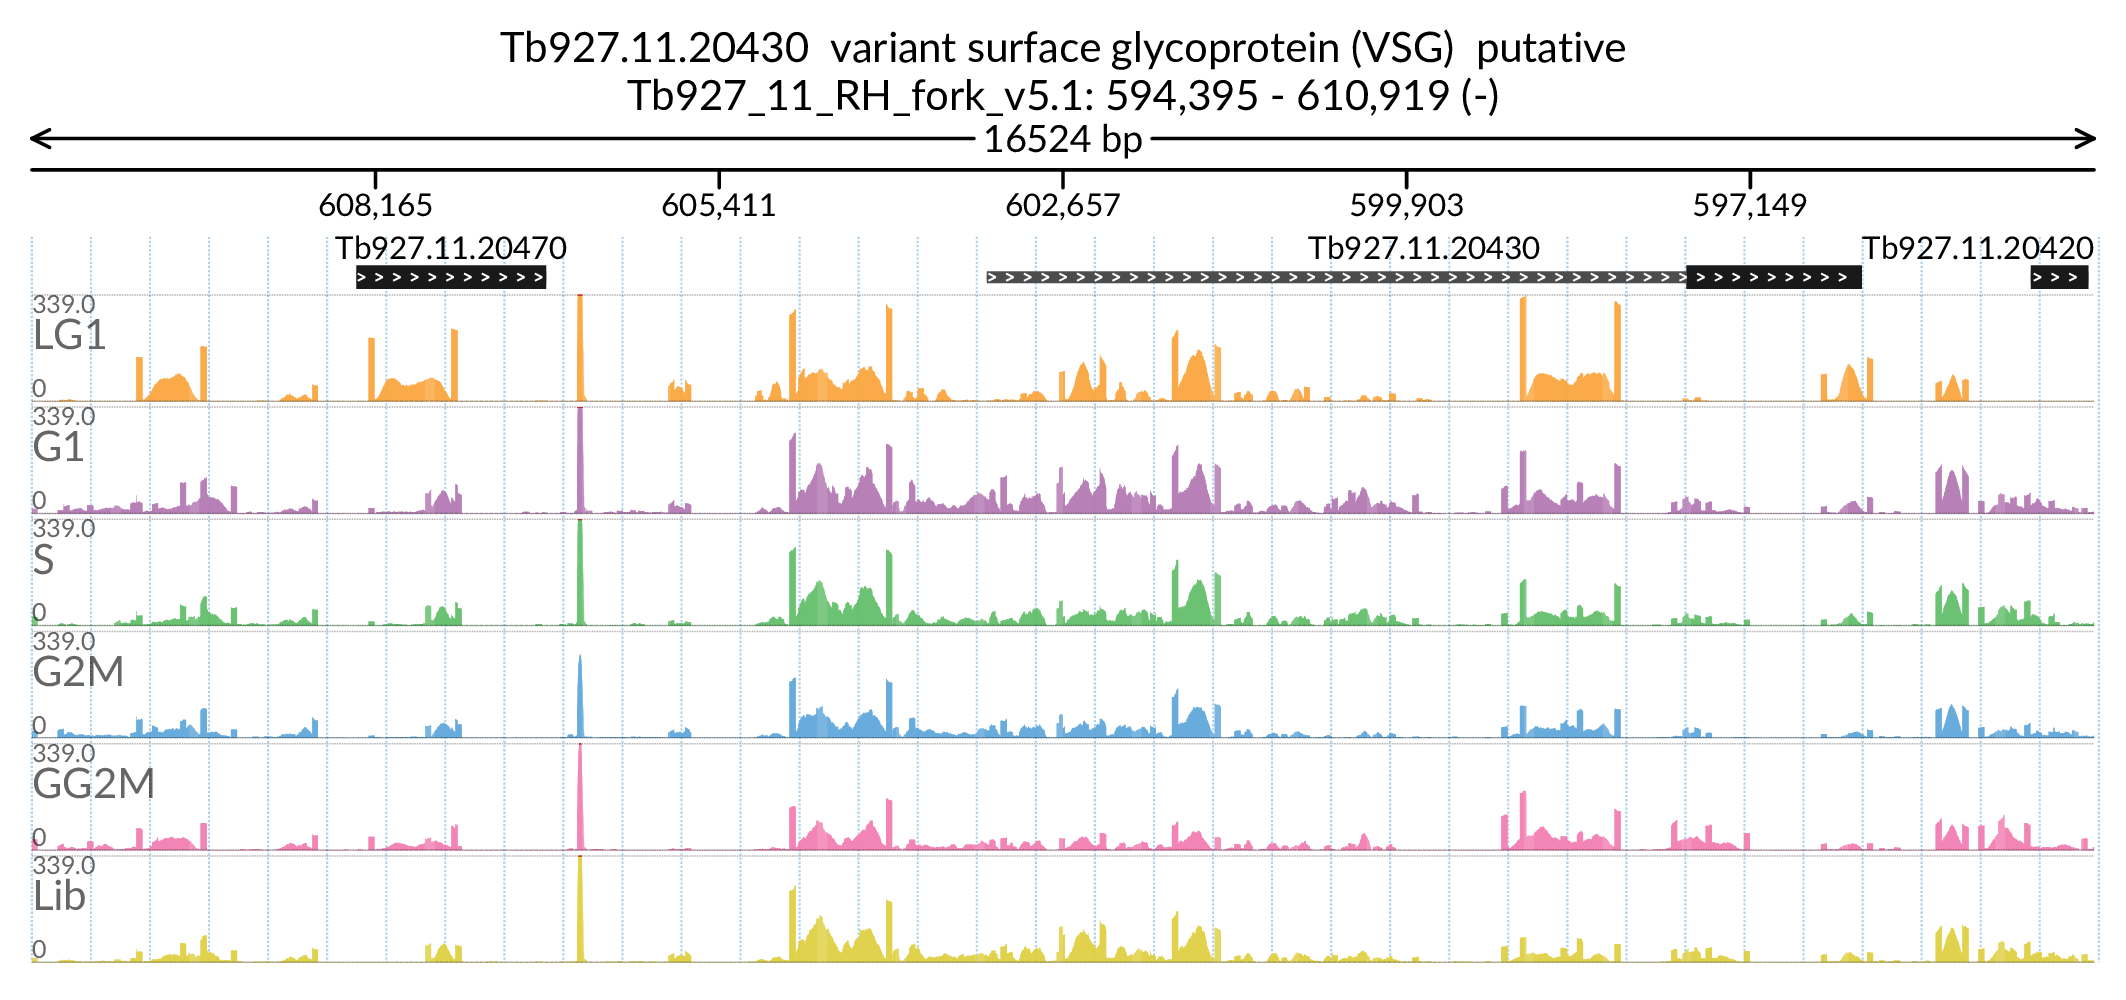 Tb927.11.20430 variant surface glycoprotein (VSG) putative
Tb927_11_RH_fork_v5.1: 594,395 - 610,919 (-)
16524 bp
608,165 605,411 602,657 599,903 597,149
Tb927.11.20470 Tb927.11.20430 Tb927.11.20420
339.0
LG1
0
339.0
G1
0
339.0
S
0
339.0
G2M
0
339.0
GG2M
0
339.0
Lib
0